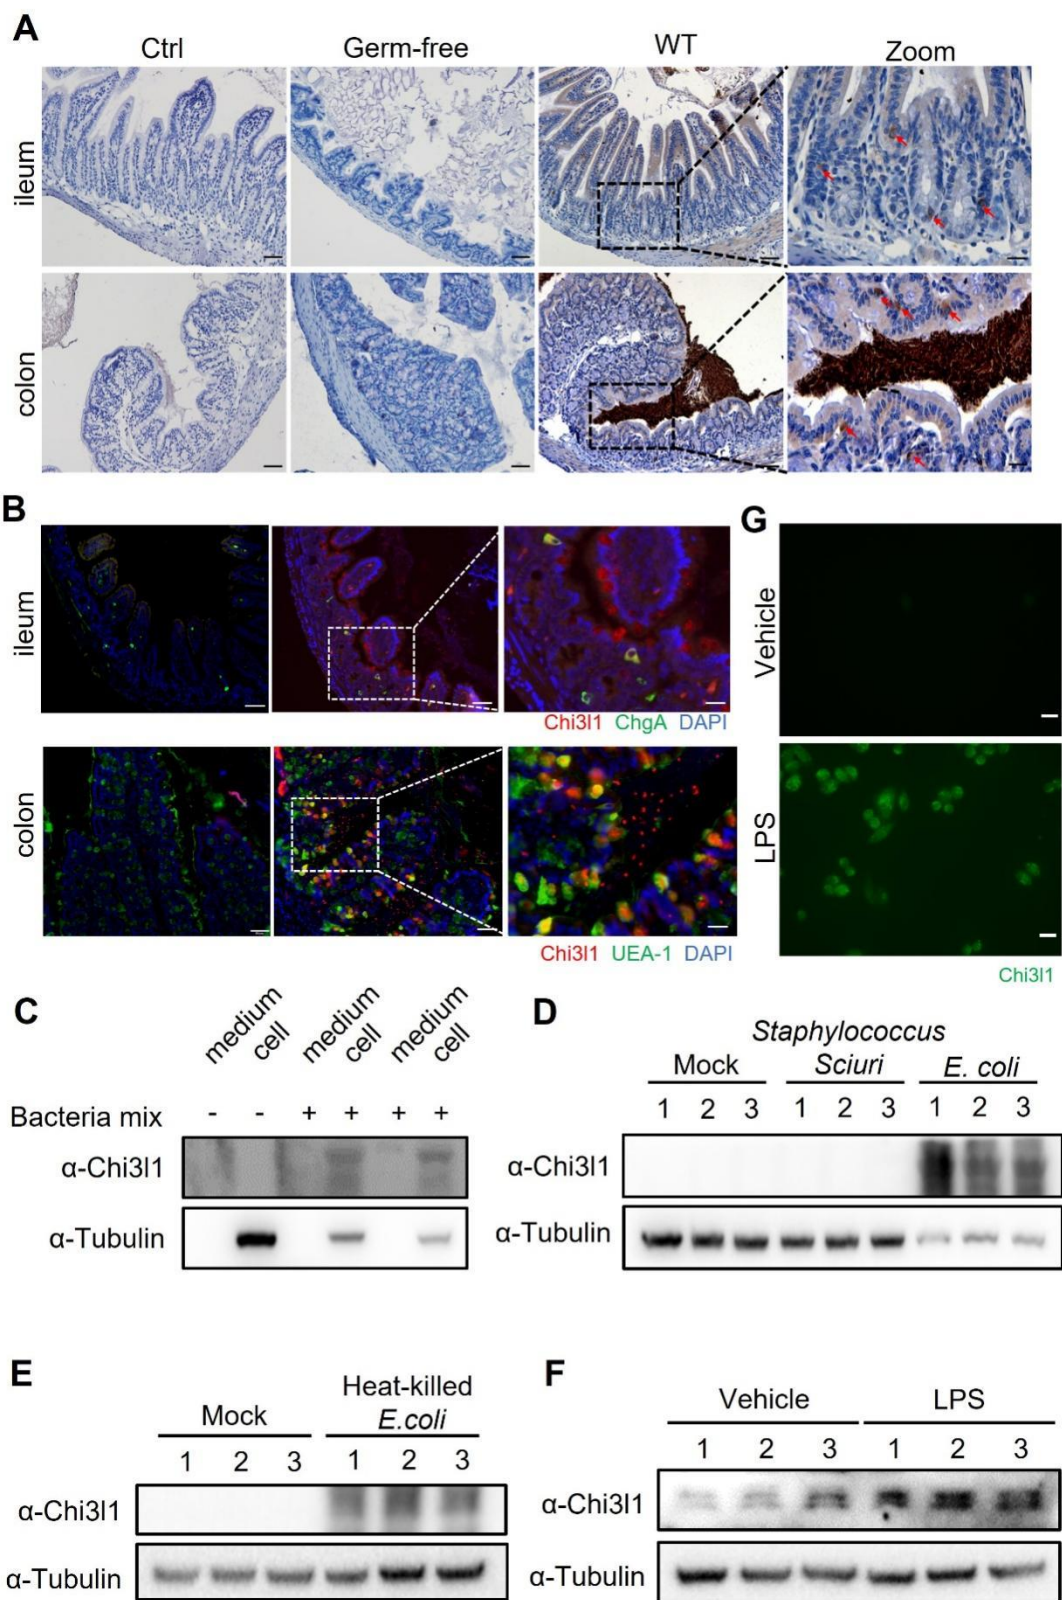 A
Ctrl Germ-free WT Zoom
ileum
colon
B
ileum
Chi3l1 ChgA DAPI
colon
Chi3l1 UEA-1 DAPI
G
Vehicle
LPS
Chi3l1
C
medium cell medium cell medium cell
Bacteria mix - - + + + +
α-Chi3l1
α-Tubulin
D
Staphylococcus
Mock Sciuri E. coli
1 2 3 1 2 3 1 2 3
α-Chi3l1
α-Tubulin
E
Heat-killed
Mock E.coli
1 2 3 1 2 3
α-Chi3l1
α-Tubulin
F
Vehicle LPS
1 2 3 1 2 3
α-Chi3l1
α-Tubulin